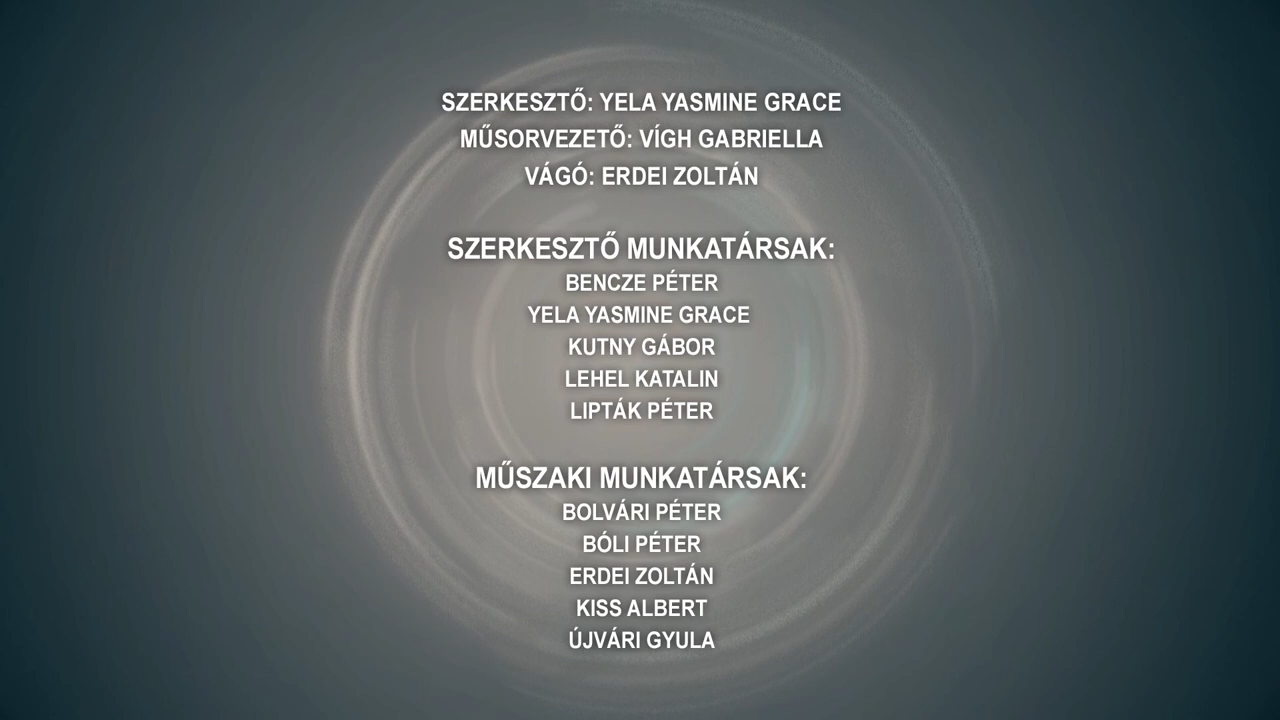 SZERKESZTŐ: YELA YASMINE GRACE
MŰSORVEZETŐ: VÍGH GABRIELLA
VÁGÓ: ERDEI ZOLTÁN
SZERKESZTŐ MUNKATÁRSAK:
BENCZE PÉTER
YELA YASMINE GRACE
KUTNY GÁBOR
LEHEL KATALIN
LIPTÁK PÉTER
MŰSZAKI MUNKATÁRSAK:
BOLVÁRI PÉTER
BÓLI PÉTER
ERDEI ZOLTÁN
KISS ALBERT
ÚJVÁRI GYULA